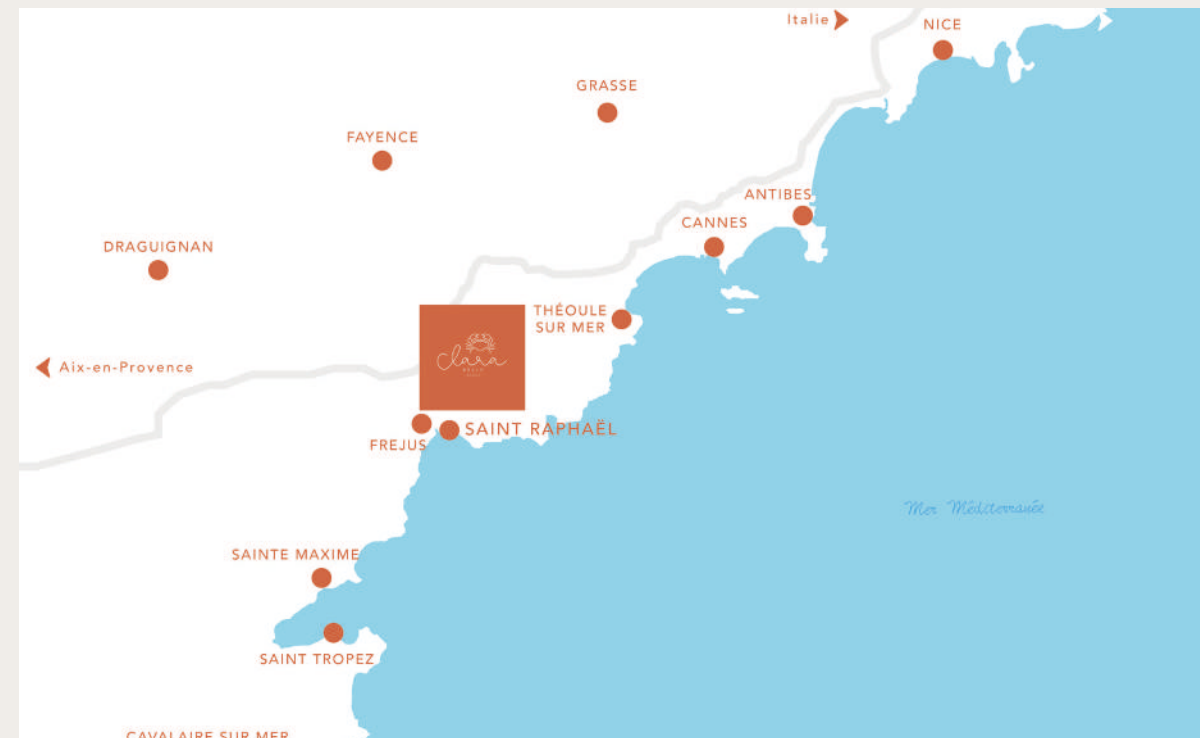 Italie
NICE
GRASSE
FAYENCE
ANTIBES
CANNES
DRAGUIGNAN
THÉOULE
SUR MER
clara
Aix-en-Provence
SAINT RAPHAËL
FREJUS
Mer Méditerranée
SAINTE MAXIME
SAINT TROPEZ
CAVALAIRE SUR MER